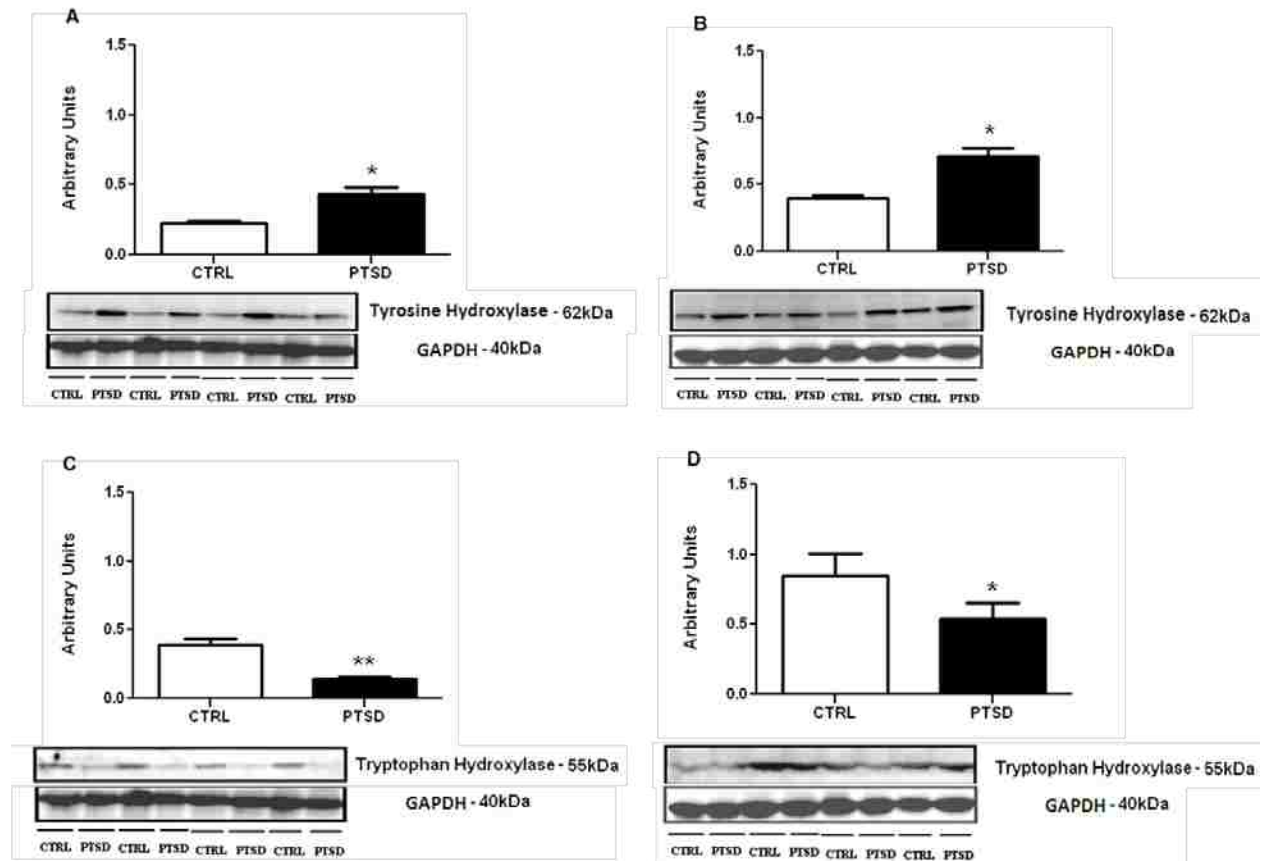 A
1.5
1.0
0.5
0.0
Arbitrary Units
*
CTRL PTSD
Tyrosine Hydroxylase - 62kDa
GAPDH - 40kDa
CTRL PTSD CTRL PTSD CTRL PTSD CTRL PTSD
B
1.5
1.0
0.5
0.0
Arbitrary Units
*
CTRL PTSD
Tyrosine Hydroxylase - 62kDa
GAPDH - 40kDa
CTRL PTSD CTRL PTSD CTRL PTSD CTRL PTSD
C
1.5
1.0
0.5
0.0
Arbitrary Units
**
CTRL PTSD
Tryptophan Hydroxylase - 55kDa
GAPDH - 40kDa
CTRL PTSD CTRL PTSD CTRL PTSD CTRL PTSD
D
1.5
1.0
0.5
0.0
Arbitrary Units
*
CTRL PTSD
Tryptophan Hydroxylase - 55kDa
GAPDH - 40kDa
CTRL PTSD CTRL PTSD CTRL PTSD CTRL PTSD